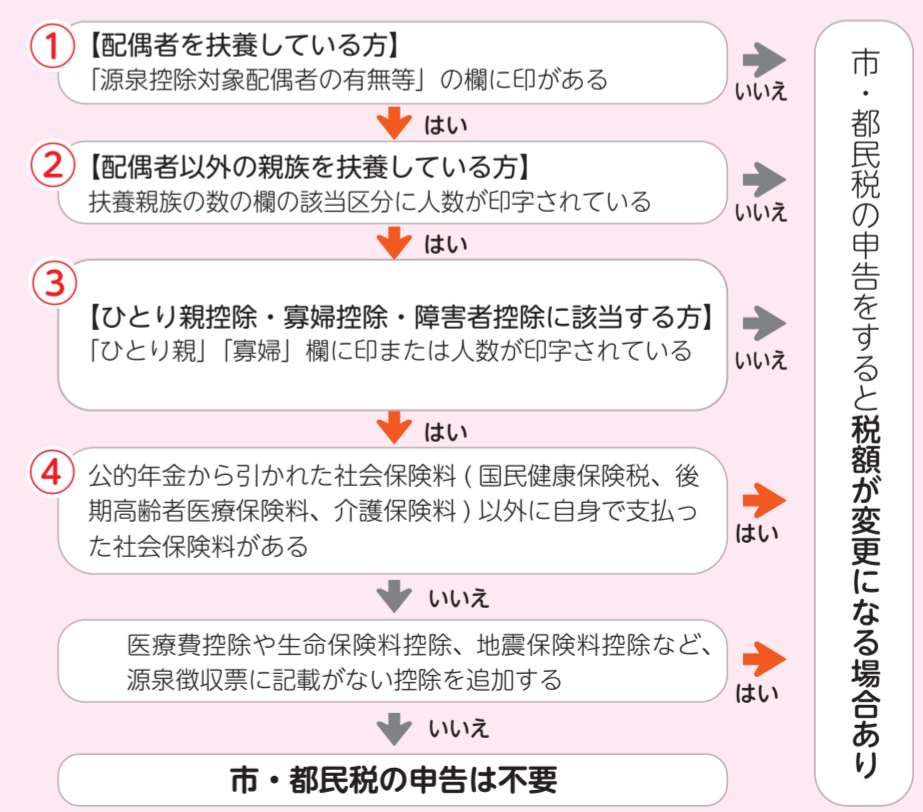 ①【配偶者を扶養している方】
「源泉控除対象配偶者の有無等」の欄に印がある
いいえ
はい
②【配偶者以外の親族を扶養している方】
扶養親族の数の欄の該当区分に人数が印字されている
いいえ
はい
③
【ひとり親控除・寡婦控除・障害者控除に該当する方】
「ひとり親」「寡婦」欄に印または人数が印字されている
いいえ
はい
④ 公的年金から引かれた社会保険料(国民健康保険税、後
期高齢者医療保険料、介護保険料)以外に自身で支払っ
た社会保険料がある
はい
いいえ
医療費控除や生命保険料控除、地震保険料控除など、
源泉徴収票に記載がない控除を追加する
はい
いいえ
市・都民税の申告は不要
市・都民税の申告をすると税額が変更になる場合あり